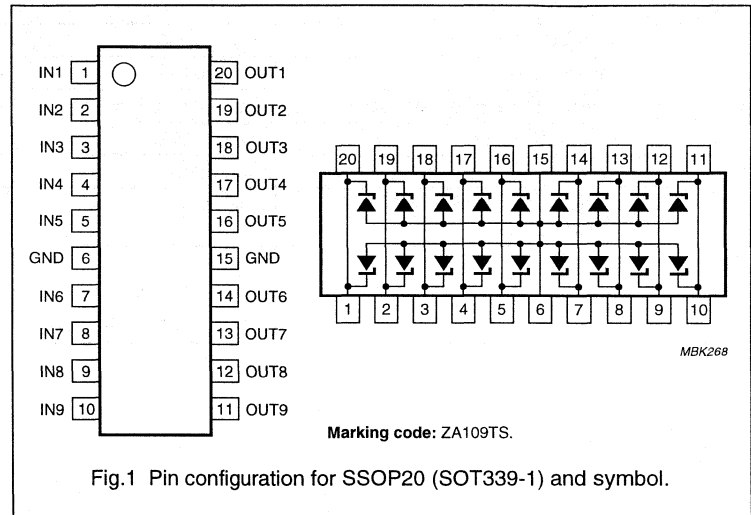 IN1 1 20 OUT1
IN2 2 19 OUT2
IN3 3 18 OUT3
IN4 4 17 OUT4
IN5 5 16 OUT5
GND 6 15 GND
IN6 7 14 OUT6
IN7 8 13 OUT7
IN8 9 12 OUT8
IN9 10 11 OUT9
20 19 18 17 16 15 14 13 12 11
1 2 3 4 5 6 7 8 9 10
MBK268
Marking code: ZA109TS.
Fig.1 Pin configuration for SSOP20 (SOT339-1) and symbol.